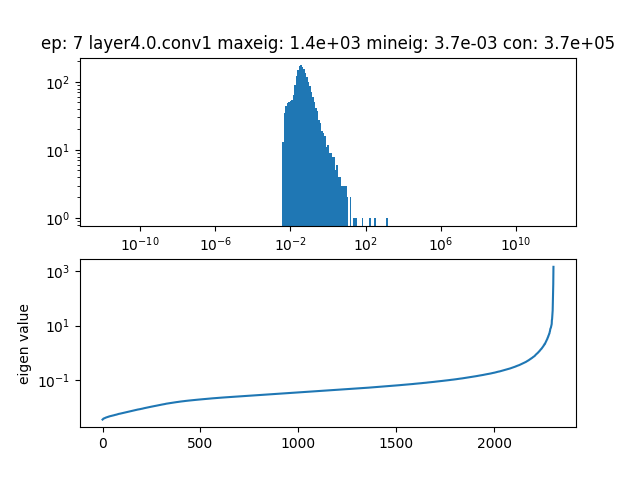 ep: 7 layer4.0.conv1 maxeig: 1.4e+03 mineig: 3.7e-03 con: 3.7e+05
10²
10¹
10⁰
10⁻¹⁰ 10⁻⁶ 10⁻² 10² 10⁶ 10¹⁰
10³
10¹
10⁻¹
eigen value
0 500 1000 1500 2000